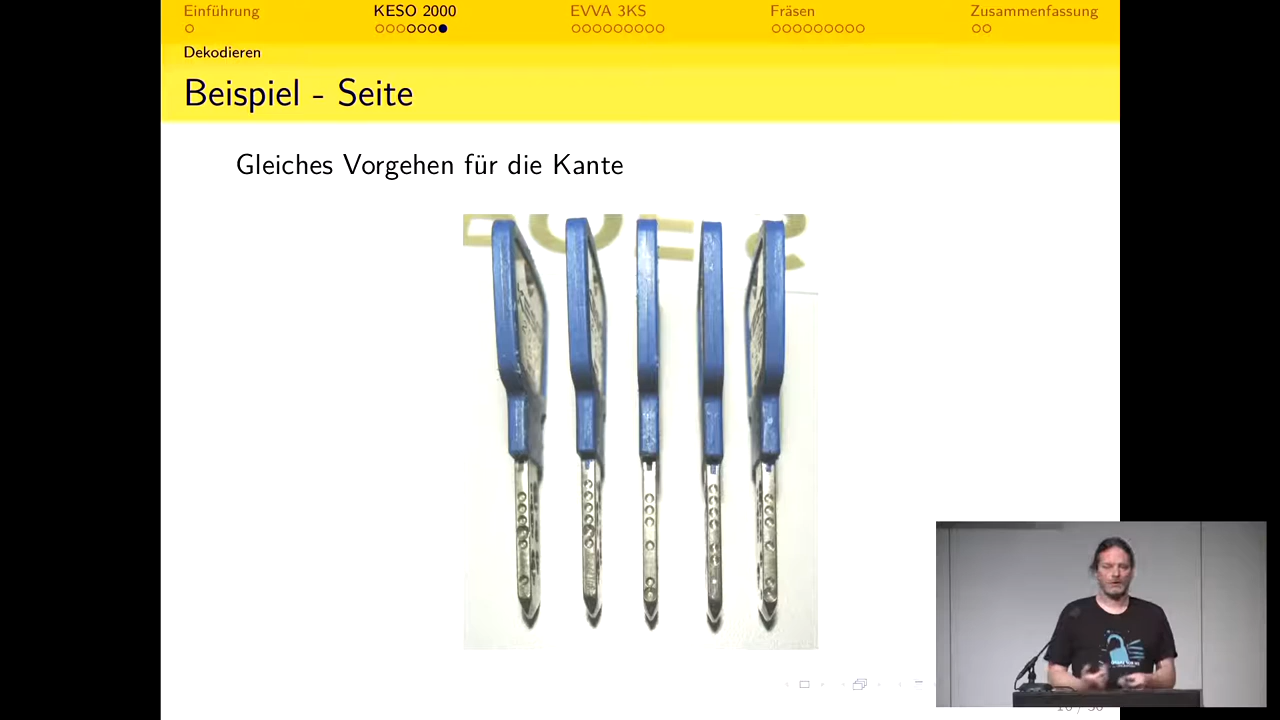 Einführung
KESO 2000
EVVA 3KS
Fräsen
Zusammenfassung
Dekodieren
Beispiel - Seite
Gleiches Vorgehen für die Kante